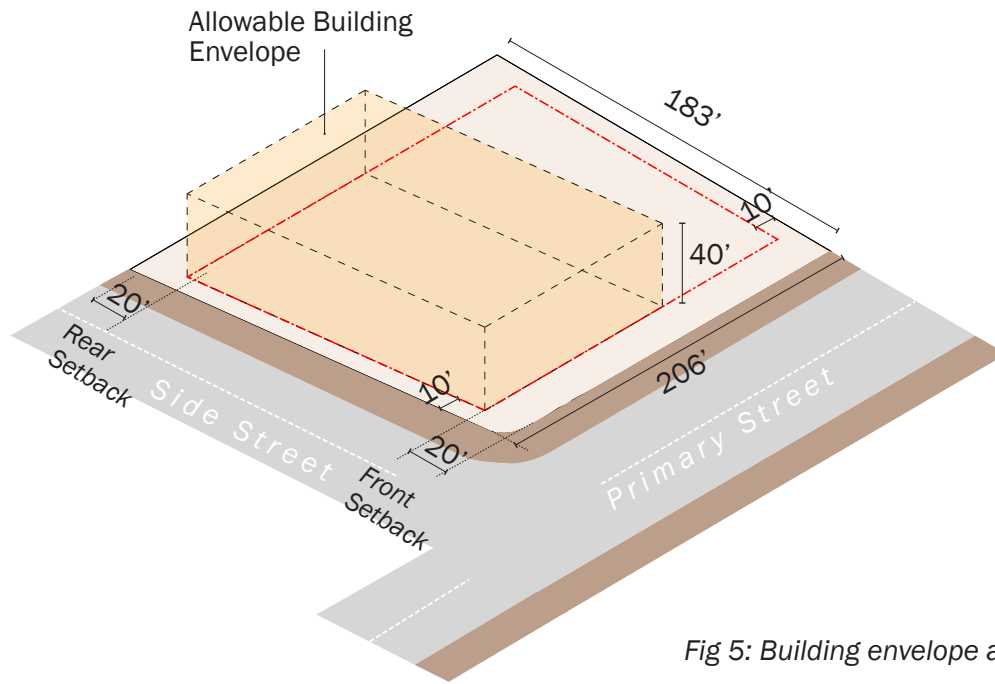 Allowable Building
Envelope
183’
10’
40’
20’
Rear
Setback
Side Street
10’
206’
20’
Front
Setback
Primary Street
Fig 5: Building envelope a